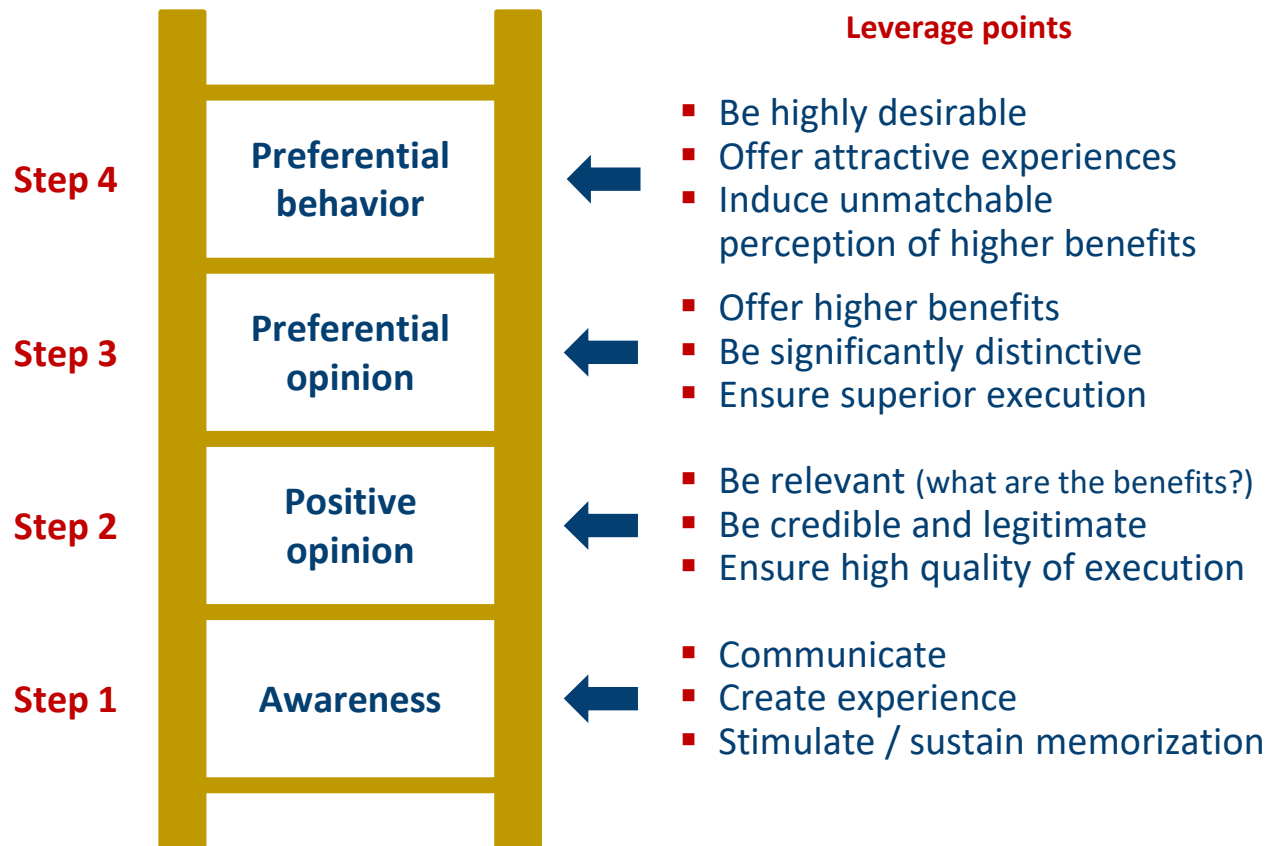 Leverage points
Step 4
Preferential
behavior
▪ Be highly desirable
▪ Offer attractive experiences
▪ Induce unmatchable
perception of higher benefits
Step 3
Preferential
opinion
▪ Offer higher benefits
▪ Be significantly distinctive
▪ Ensure superior execution
Step 2
Positive
opinion
▪ Be relevant (what are the benefits?)
▪ Be credible and legitimate
▪ Ensure high quality of execution
Step 1
Awareness
▪ Communicate
▪ Create experience
▪ Stimulate / sustain memorization